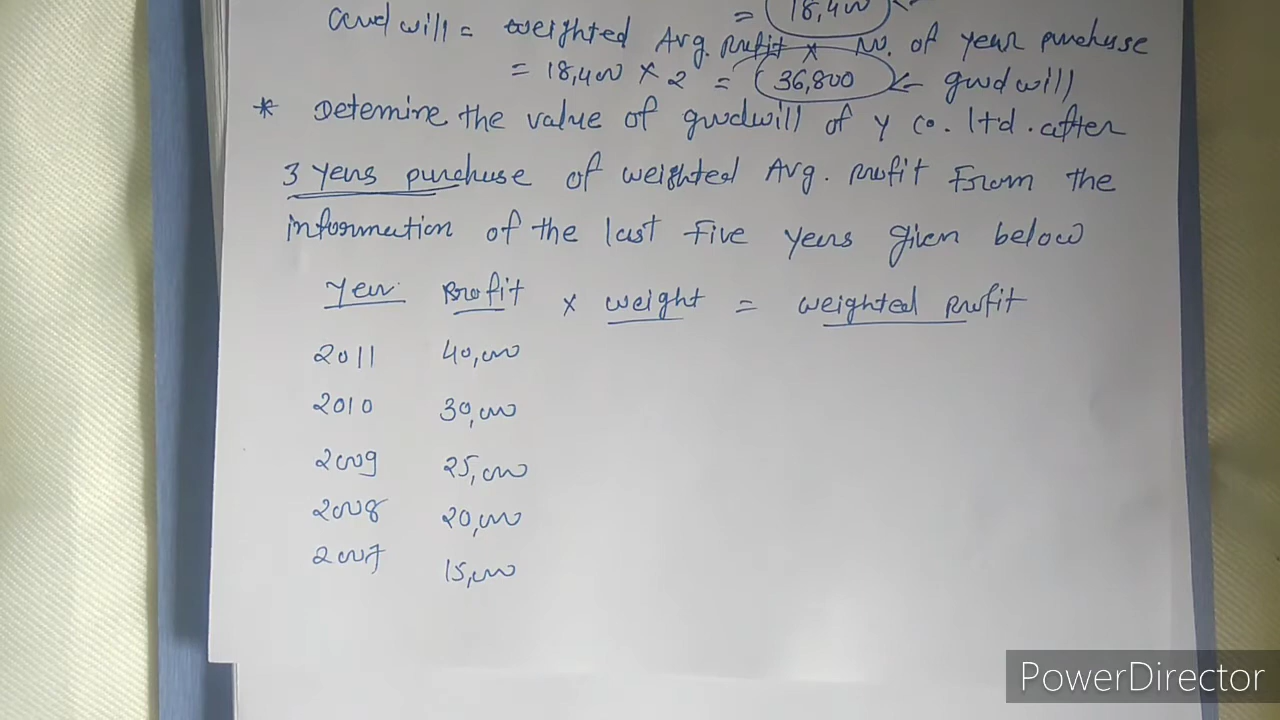 = 18,400
Goodwill = weighted Avg. Profit × No. of year purchase
= 18,400 × 2 = 36,800 ← goodwill
* Detemine the value of goodwill of Y Co. Ltd. after
3 years purchase of weighted Avg. profit From the
information of the last Five years given below
Year Profit × weight = weighted profit
2011 40,000
2010 30,000
2009 25,000
2008 20,000
2007 15,000
PowerDirector